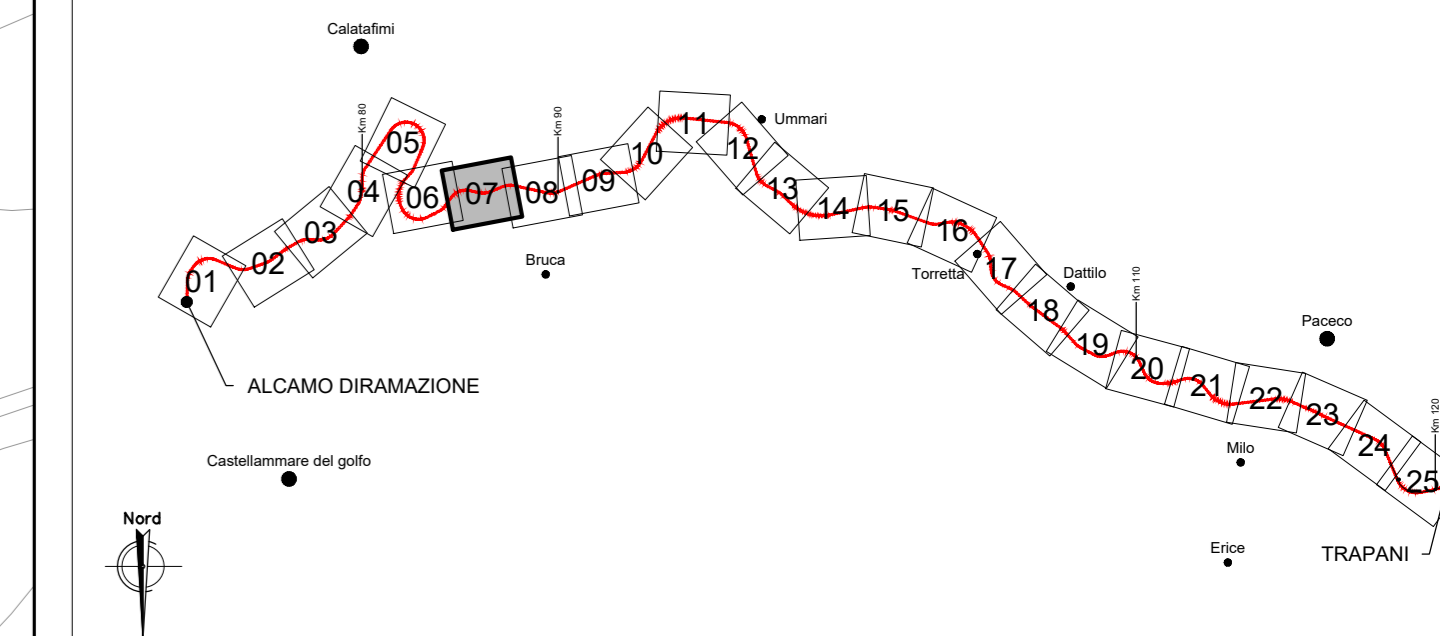 Calatafimi
Km 80
Km 90
Ummari
05
11
12
10
04
06
07
08
09
13
14
15
16
03
02
01
Bruca
Torretta
17
Dattilo
Km 110
18
19
20
Paceco
21
22
23
24
25
Km 120
ALCAMO DIRAMAZIONE
Castellammare del golfo
Milo
Nord
Erice
TRAPANI